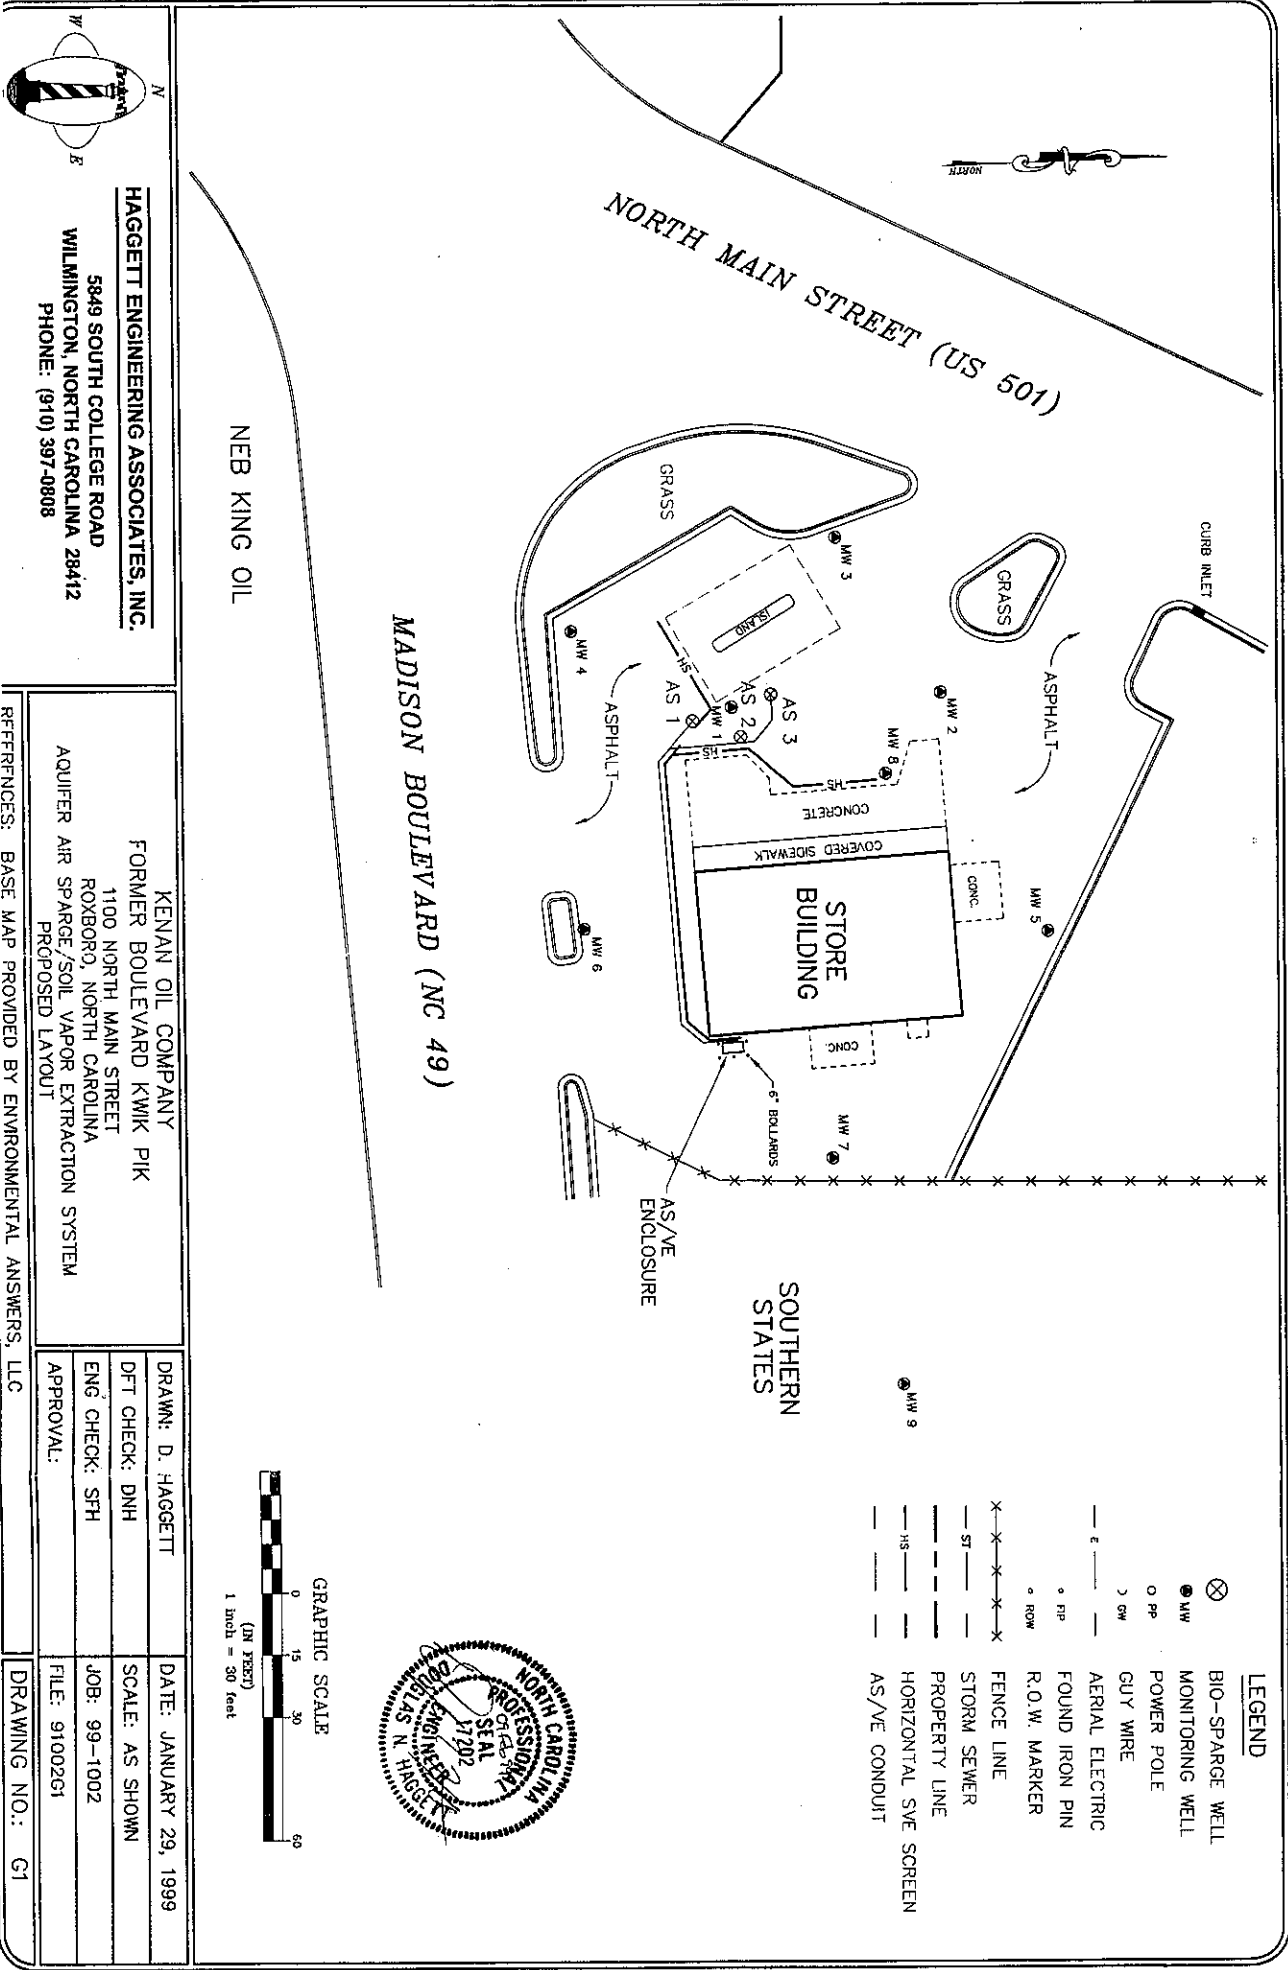 NORTH
NORTH MAIN STREET (US 501)
CURB INLET
GRASS
GRASS
ASPHALT
ASPHALT
MW 3
ISLAND
MW 4
HS
AS 1
AS 2
AS 3
MW 1
MW 2
MW 8
HS
HS
CONCRETE
COVERED SIDEWALK
CONC.
MW 5
STORE
BUILDING
CONC.
MW 6
MW 7
6" BOLLARDS
AS/VE
ENCLOSURE
MADISON BOULEVARD (NC 49)
NEB KING OIL
SOUTHERN
STATES
MW 9
LEGEND
BIO-SPARGE WELL
MW MONITORING WELL
PP POWER POLE
GW GUY WIRE
E AERIAL ELECTRIC
FIP FOUND IRON PIN
ROW R.O.W. MARKER
FENCE LINE
ST STORM SEWER
PROPERTY LINE
HS HORIZONTAL SVE SCREEN
AS/VE CONDUIT
NORTH CAROLINA
PROFESSIONAL
SEAL
17202
ENGINEER
DOUGLAS N. HAGGETT
GRAPHIC SCALE
0 15 30 60
(IN FEET)
1 inch = 30 feet
N
W
E
HAGGETT ENGINEERING ASSOCIATES, INC.
5849 SOUTH COLLEGE ROAD
WILMINGTON, NORTH CAROLINA 28412
PHONE: (910) 397-0808
KENAN OIL COMPANY
FORMER BOULEVARD KWIK PIK
1100 NORTH MAIN STREET
ROXBORO, NORTH CAROLINA
AQUIFER AIR SPARGE/SOIL VAPOR EXTRACTION SYSTEM
PROPOSED LAYOUT
DRAWN: D. HAGGETT
DATE: JANUARY 29, 1999
DFT CHECK: DNH
SCALE: AS SHOWN
ENG CHECK: SFH
JOB: 99-1002
APPROVAL:
FILE: 91002G1
REFERENCES: BASE MAP PROVIDED BY ENVIRONMENTAL ANSWERS, LLC
DRAWING NO.: G1